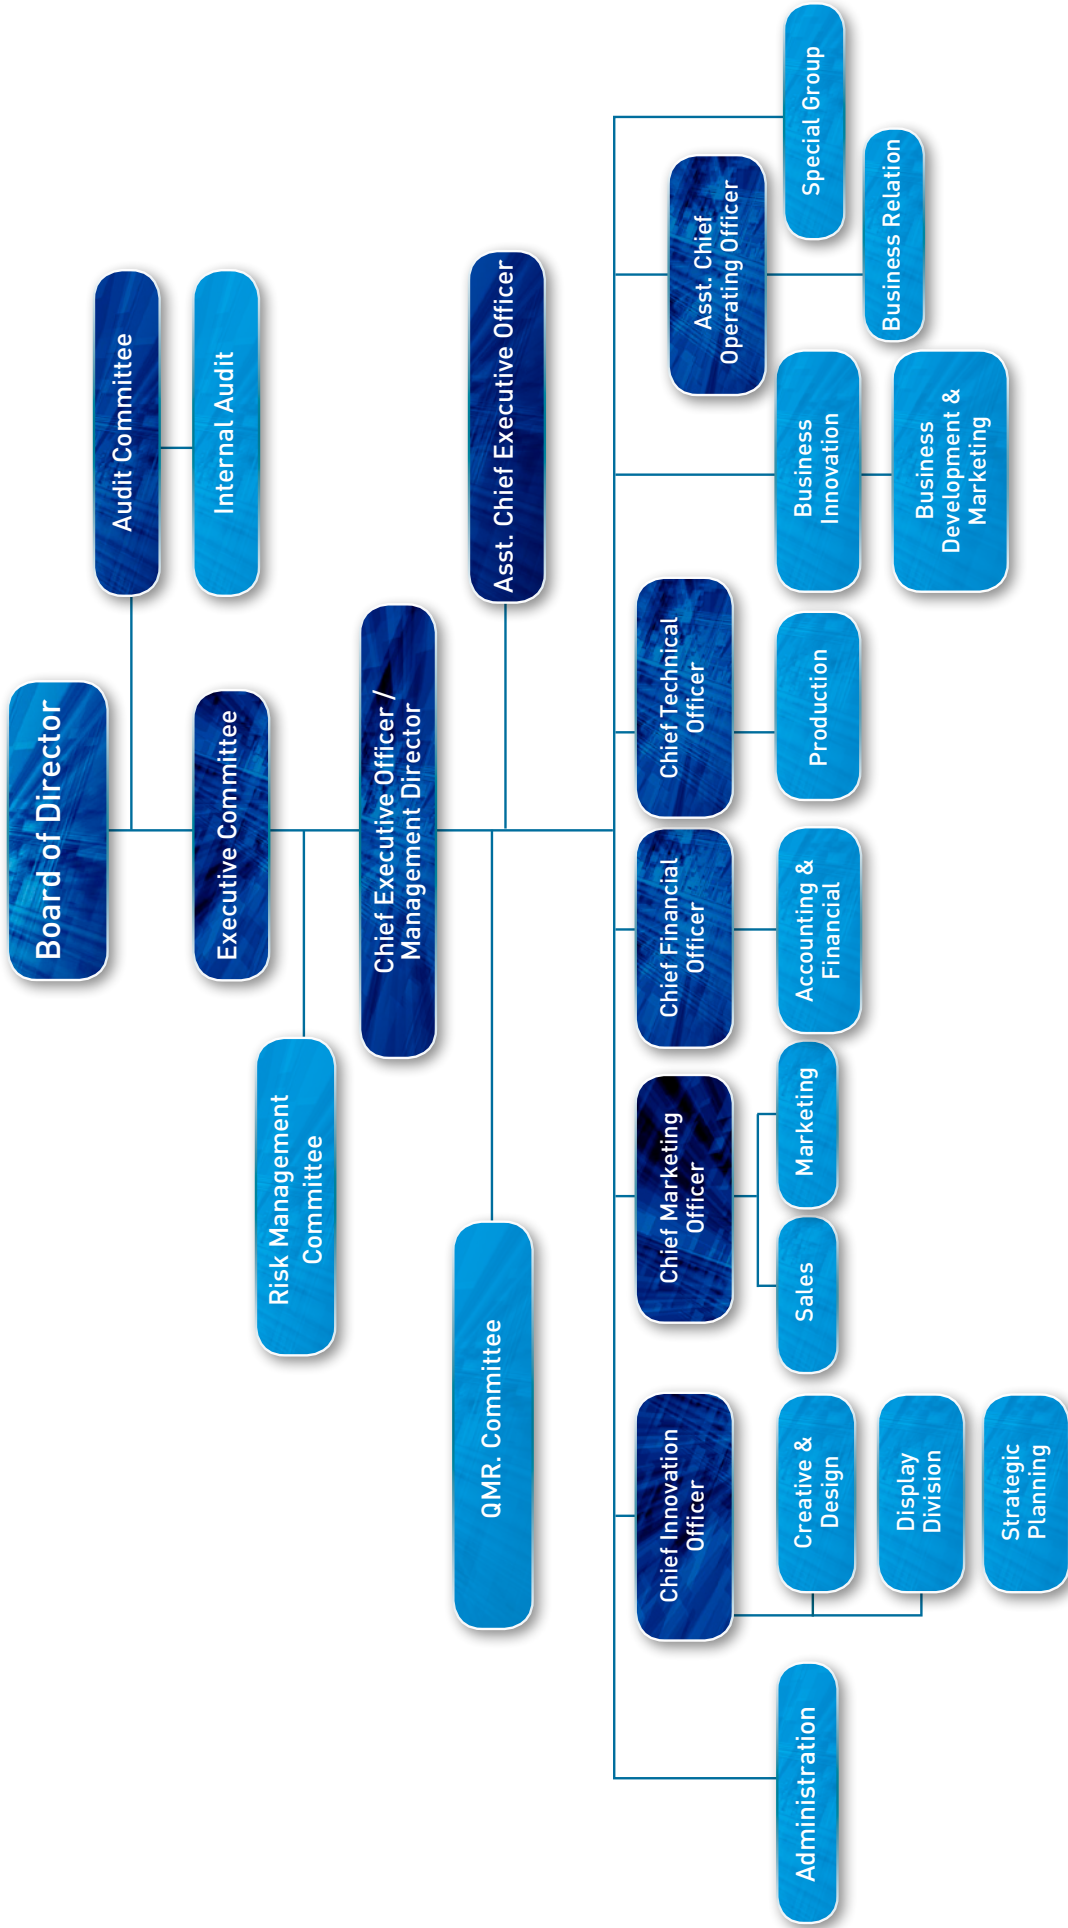 Board of Director
Audit Committee
Internal Audit
Executive Committee
Risk Management
Committee
Chief Executive Officer /
Management Director
Asst. Chief Executive Officer
QMR. Committee
Administration
Chief Innovation
Officer
Creative &
Design
Display
Division
Strategic
Planning
Chief Marketing
Officer
Sales
Marketing
Chief Financial
Officer
Accounting &
Financial
Chief Technical
Officer
Production
Business
Innovation
Business
Development &
Marketing
Asst. Chief
Operating Officer
Business Relation
Special Group